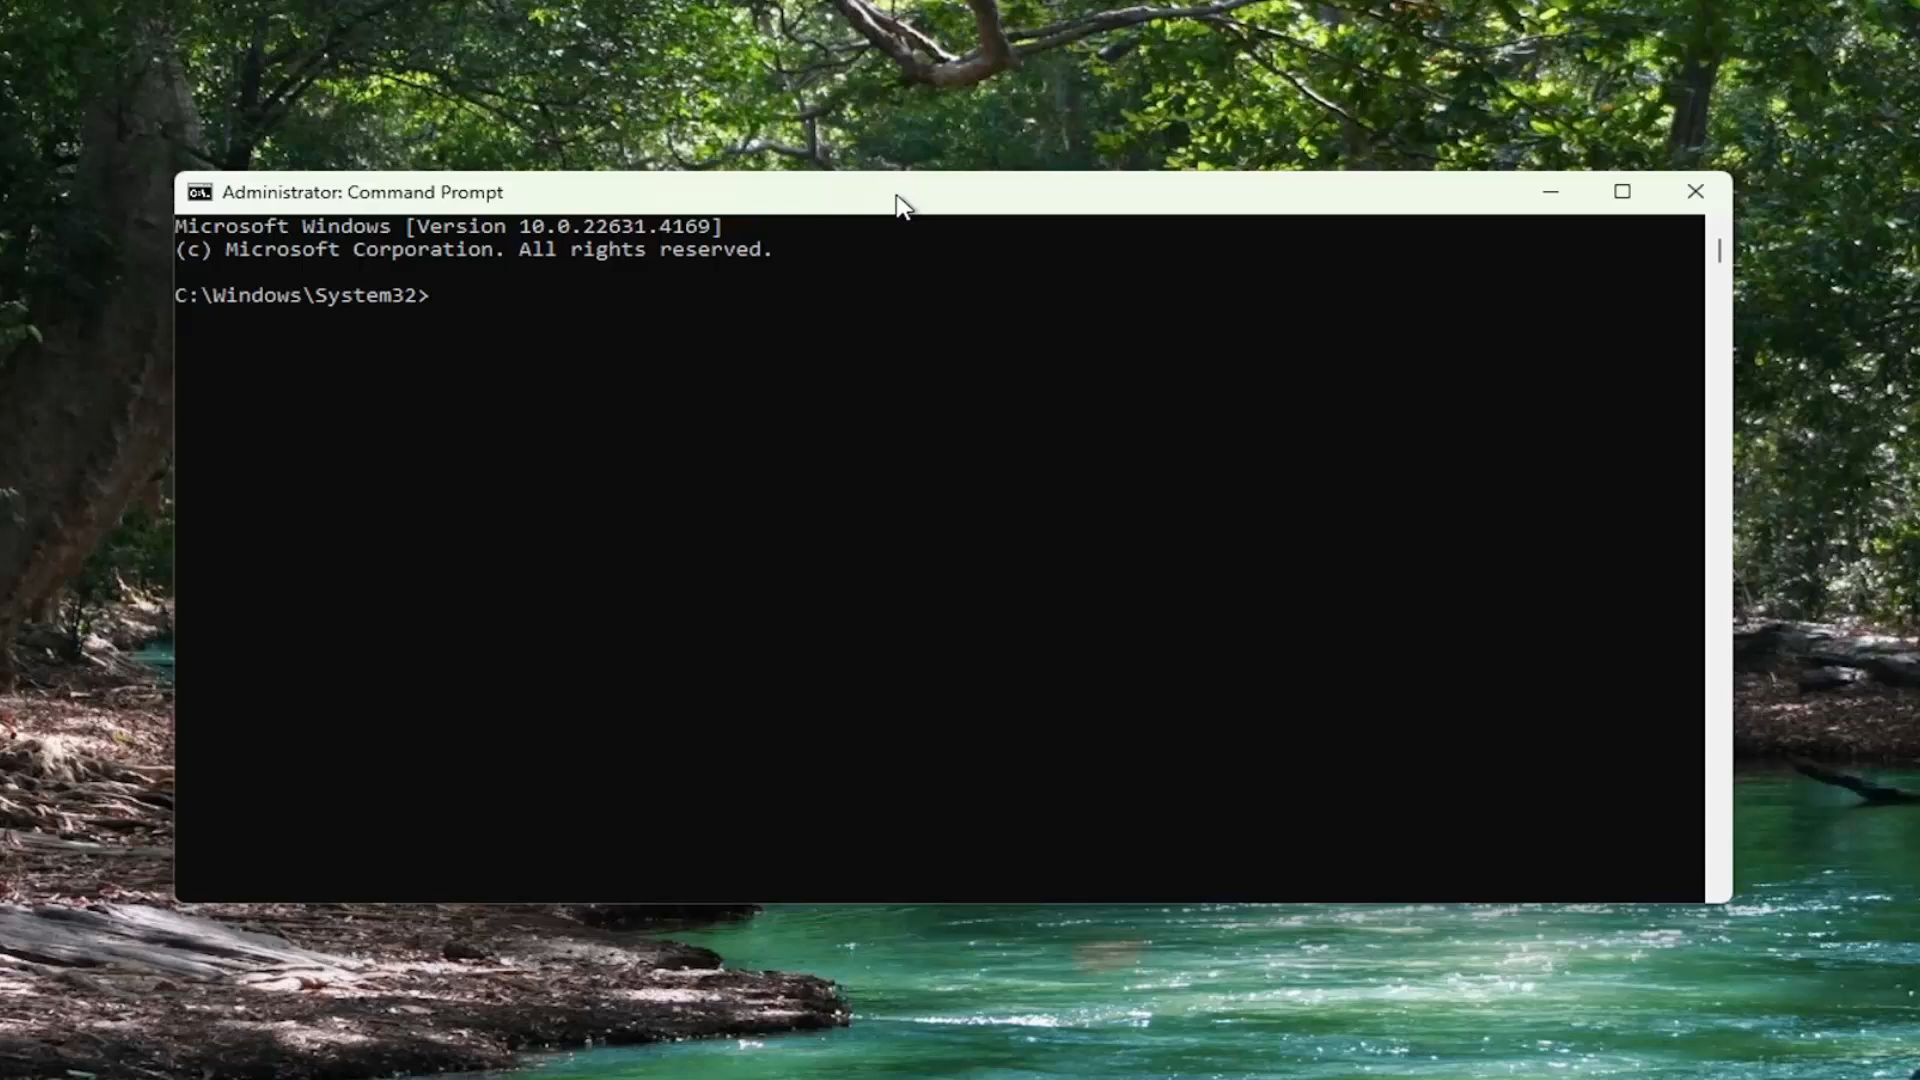 Administrator: Command Prompt
Microsoft Windows [Version 10.0.22631.4169]
(c) Microsoft Corporation. All rights reserved.
C:\Windows\System32>